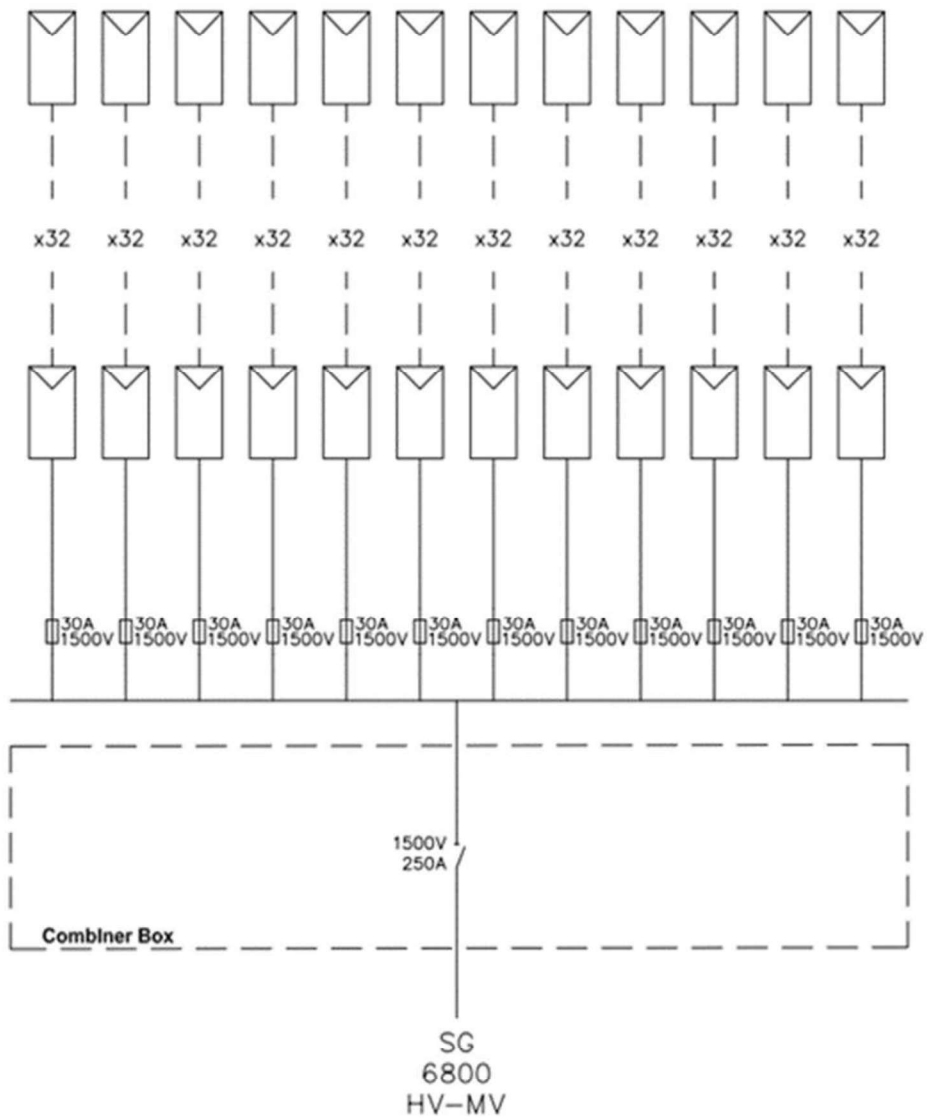 x32 x32 x32 x32 x32 x32 x32 x32 x32 x32 x32 x32
30A 30A 30A 30A 30A 30A 30A 30A 30A 30A 30A 30A
1500V 1500V 1500V 1500V 1500V 1500V 1500V 1500V 1500V 1500V 1500V 1500V
1500V
250A
Combiner Box
SG
6800
HV-MV